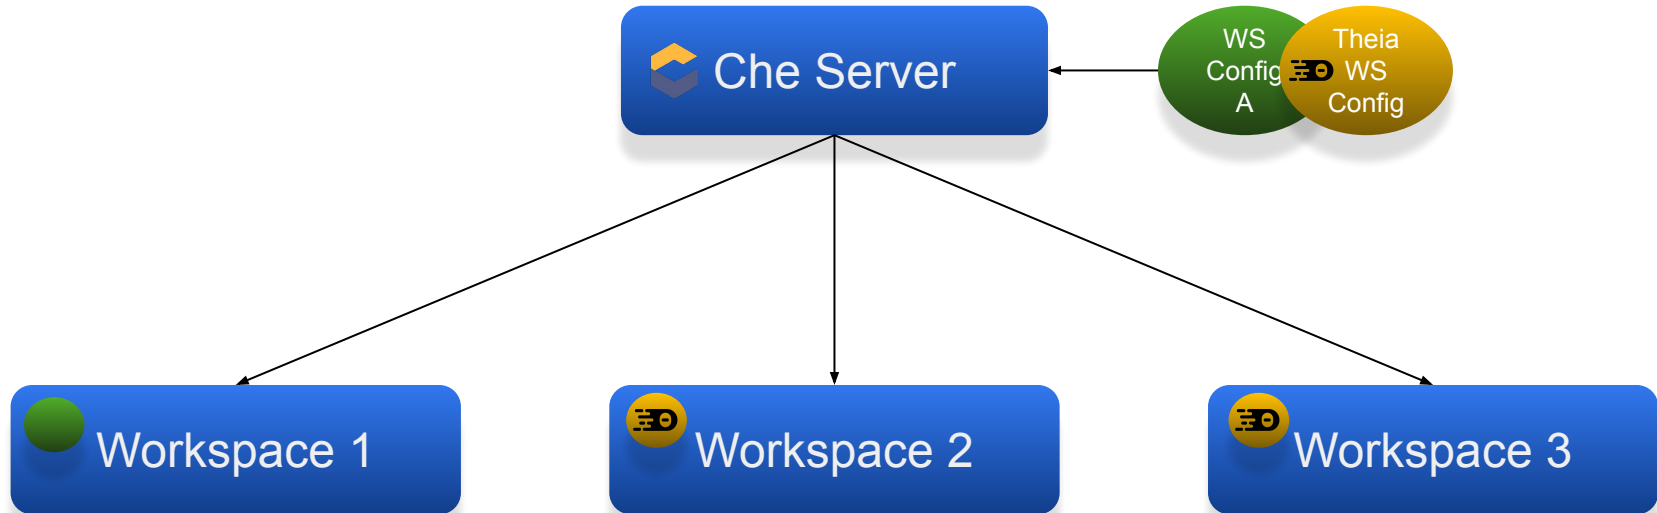 Che Server
WS
Config
A
Theia
WS
Config
Workspace 1
Workspace 2
Workspace 3